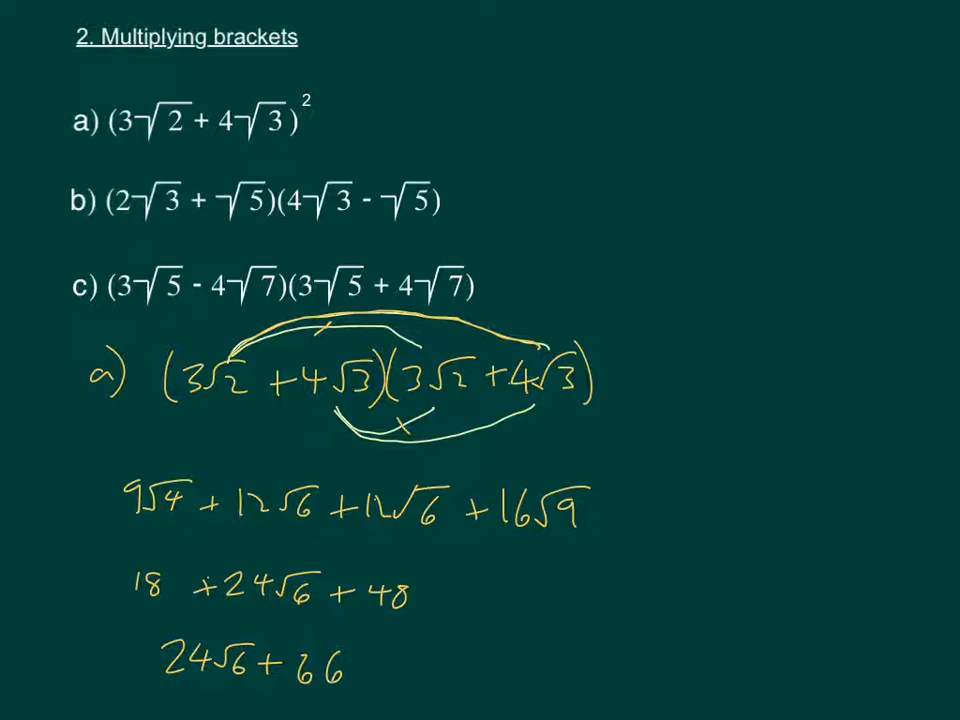 2. Multiplying brackets
a) (3√2 + 4√3)²
b) (2√3 + √5)(4√3 - √5)
c) (3√5 - 4√7)(3√5 + 4√7)
a) (3√2 + 4√3)(3√2 + 4√3)
9√4 + 12√6 + 12√6 + 16√9
18 + 24√6 + 48
24√6 + 66